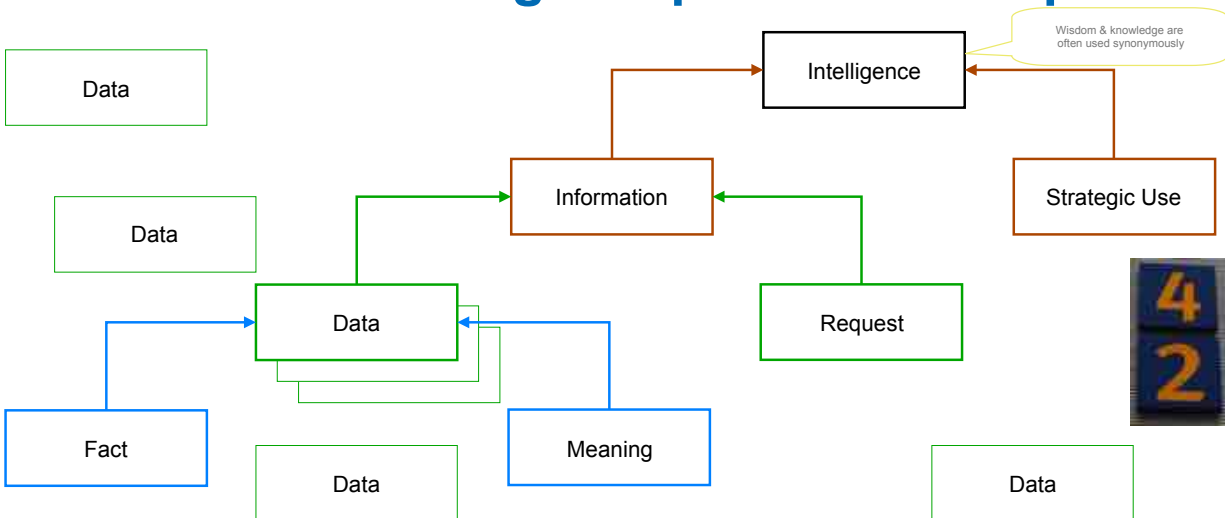 Wisdom & knowledge are
often used synonymously
Intelligence
Data
Information
Strategic Use
Data
4
Data
Request
2
Fact
Meaning
Data
Data